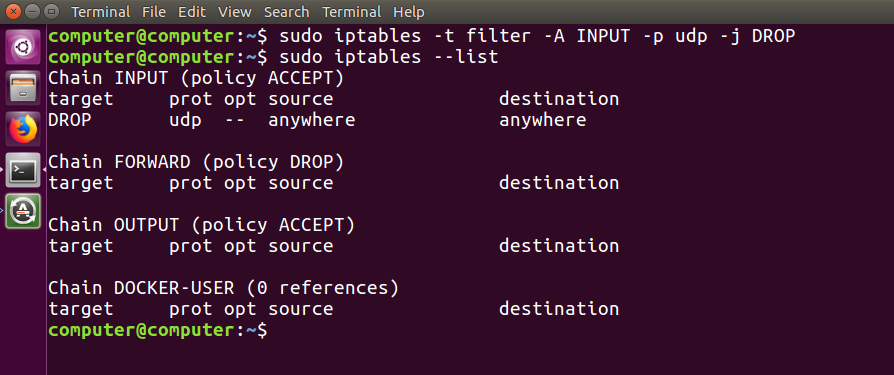 Terminal File Edit View Search Terminal Help
computer@computer:~$ sudo iptables -t filter -A INPUT -p udp -j DROP
computer@computer:~$ sudo iptables --list
Chain INPUT (policy ACCEPT)
target     prot opt source               destination
DROP       udp  --  anywhere             anywhere

Chain FORWARD (policy DROP)
target     prot opt source               destination

Chain OUTPUT (policy ACCEPT)
target     prot opt source               destination

Chain DOCKER-USER (0 references)
target     prot opt source               destination
computer@computer:~$